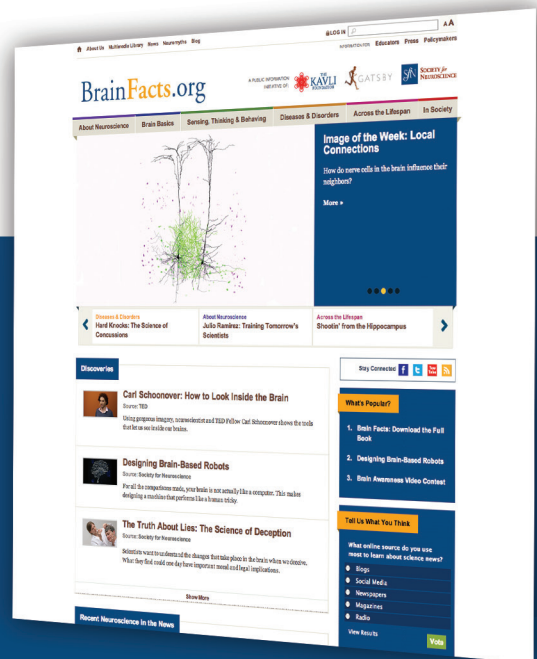 About Us Multimedia Library News Neuromyths Blog
LOG IN
A A
INFORMATION FOR Educators Press Policymakers
BrainFacts.org
A PUBLIC INFORMATION
INITIATIVE OF:
THE
KAVLI
FOUNDATION
GATSBY
SfN
SOCIETY for
NEUROSCIENCE
About Neuroscience Brain Basics Sensing, Thinking & Behaving Diseases & Disorders Across the Lifespan In Society
Image of the Week: Local
Connections
How do nerve cells in the brain influence their
neighbors?
More »
Diseases & Disorders
Hard Knocks: The Science of
Concussions
About Neuroscience
Julio Ramirez: Training Tomorrow's
Scientists
Across the Lifespan
Shootin' from the Hippocampus
Discoveries
Carl Schoonover: How to Look Inside the Brain
Source: TED
Using gorgeous imagery, neuroscientist and TED Fellow Carl Schoonover shows the tools
that let us see inside our brains.
Designing Brain-Based Robots
Source: Society for Neuroscience
For all the comparisons made, your brain is not actually like a computer. This makes
designing a machine that performs like a human tricky.
The Truth About Lies: The Science of Deception
Source: Society for Neuroscience
Scientists want to understand the changes that take place in the brain when we deceive.
What they find could one day have important moral and legal implications.
Show More
Recent Neuroscience In the News
Stay Connected
What's Popular?
1. Brain Facts: Download the Full
Book
2. Designing Brain-Based Robots
3. Brain Awareness Video Contest
Tell Us What You Think
What online source do you use
most to learn about science news?
Blogs
Social Media
Newspapers
Magazines
Radio
View Results
Vote